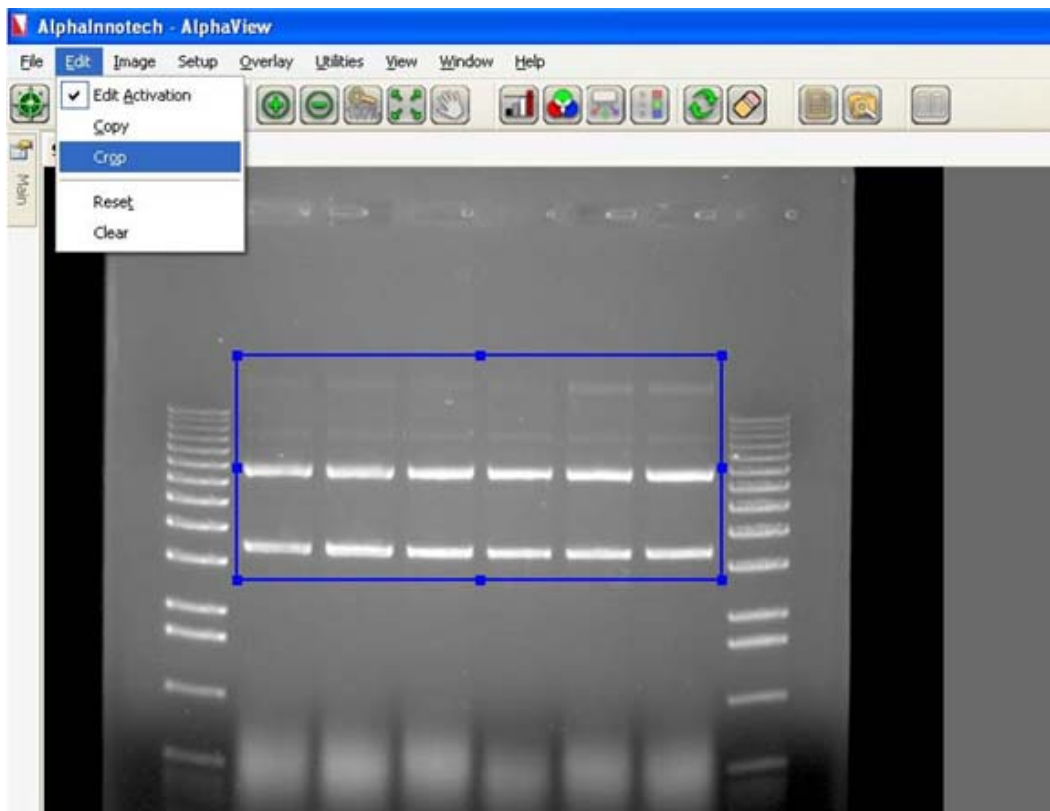 AlphaInnotech - AlphaView
File Edit Image Setup Overlay Utilities View Window Help
Edit Activation
Copy
Crop
Reset
Clear
Main